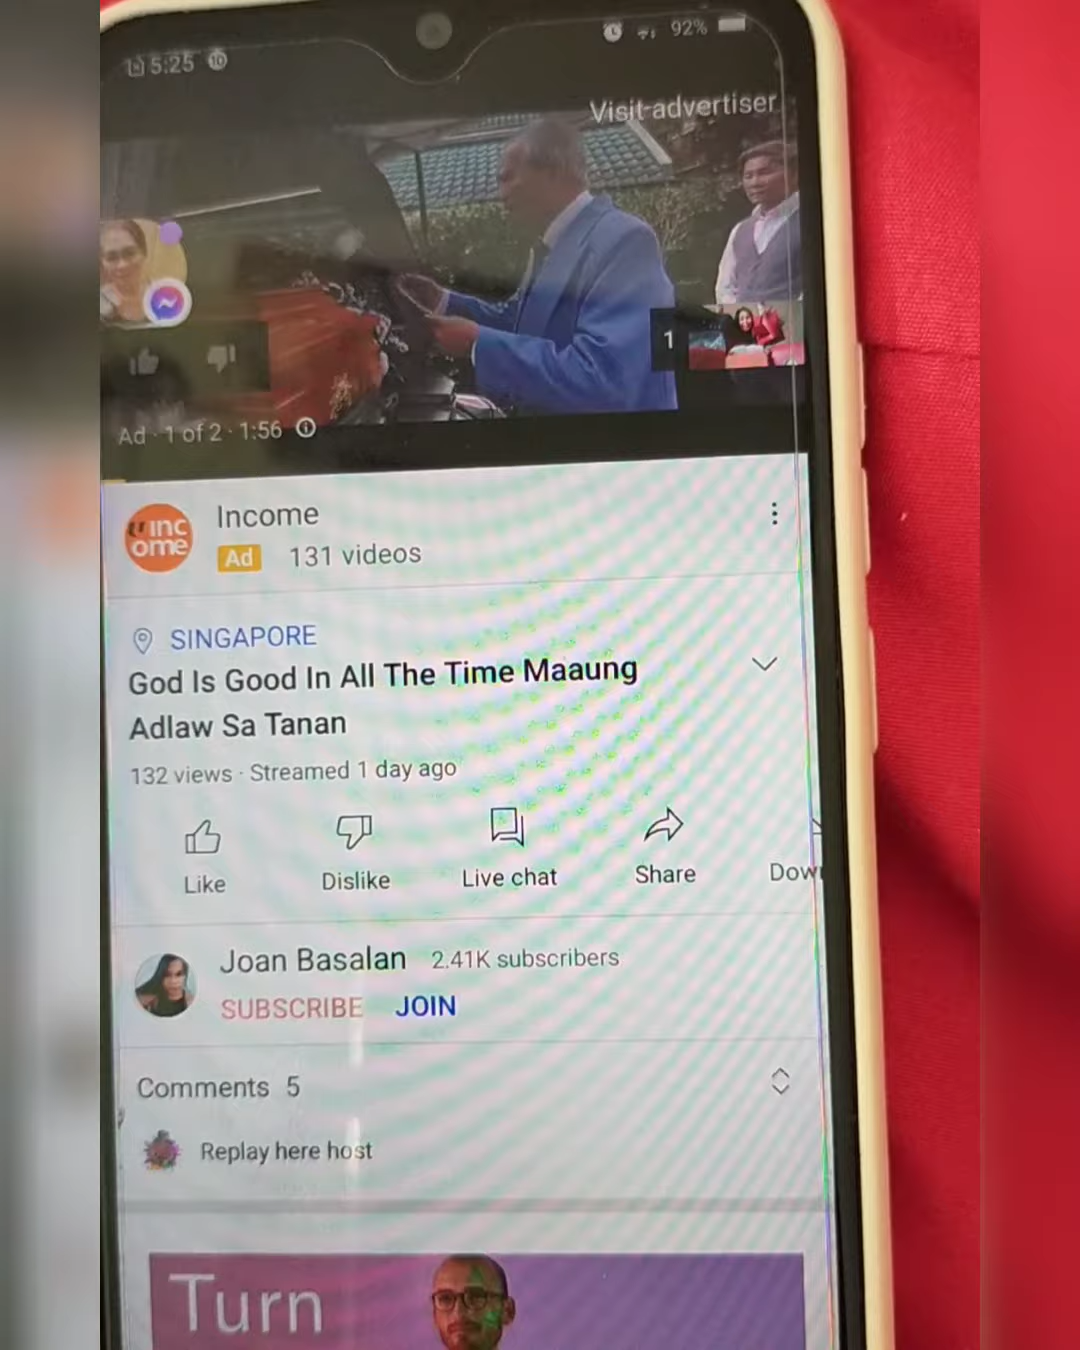 5:25
92%
Visit advertiser
1
Ad · 1 of 2 · 1:56
inc
ome
Income
Ad 131 videos
SINGAPORE
God Is Good In All The Time Maaung
Adlaw Sa Tanan
132 views · Streamed 1 day ago
Like
Dislike
Live chat
Share
Dow
Joan Basalan 2.41K subscribers
SUBSCRIBE JOIN
Comments 5
Replay here host
Turn